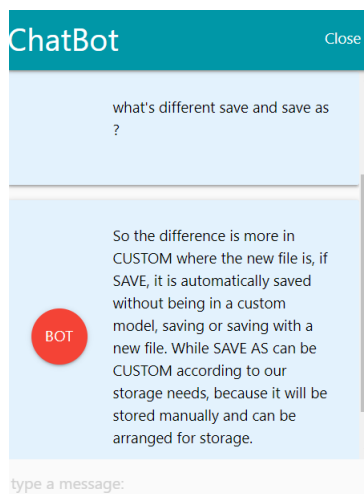 ChatBot
Close
what's different save and save as
?
So the difference is more in
CUSTOM where the new file is, if
SAVE, it is automatically saved
without being in a custom
model, saving or saving with a
new file. While SAVE AS can be
CUSTOM according to our
storage needs, because it will be
stored manually and can be
arranged for storage.
BOT
type a message: